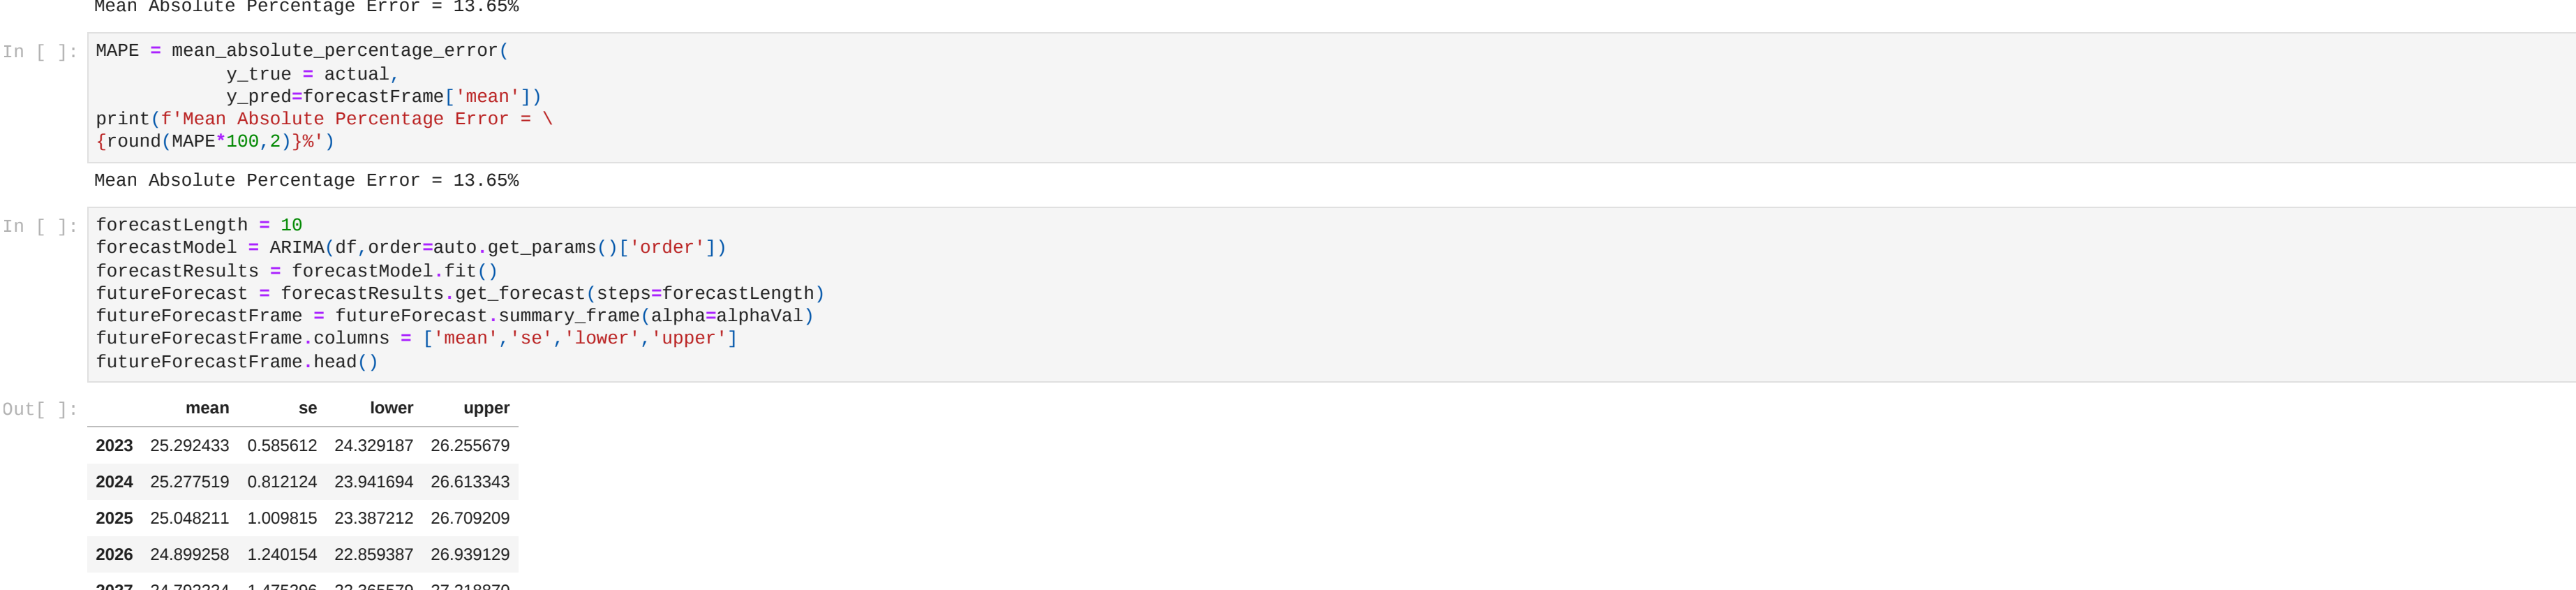 Mean Absolute Percentage Error = 13.65%
In [ ]:
MAPE = mean_absolute_percentage_error(
            y_true = actual,
            y_pred=forecastFrame['mean'])
print(f'Mean Absolute Percentage Error = \
{round(MAPE*100,2)}%')
Mean Absolute Percentage Error = 13.65%
In [ ]:
forecastLength = 10
forecastModel = ARIMA(df,order=auto.get_params()['order'])
forecastResults = forecastModel.fit()
futureForecast = forecastResults.get_forecast(steps=forecastLength)
futureForecastFrame = futureForecast.summary_frame(alpha=alphaVal)
futureForecastFrame.columns = ['mean','se','lower','upper']
futureForecastFrame.head()
Out[ ]:
mean se lower upper
2023 25.292433 0.585612 24.329187 26.255679
2024 25.277519 0.812124 23.941694 26.613343
2025 25.048211 1.009815 23.387212 26.709209
2026 24.899258 1.240154 22.859387 26.939129
2027